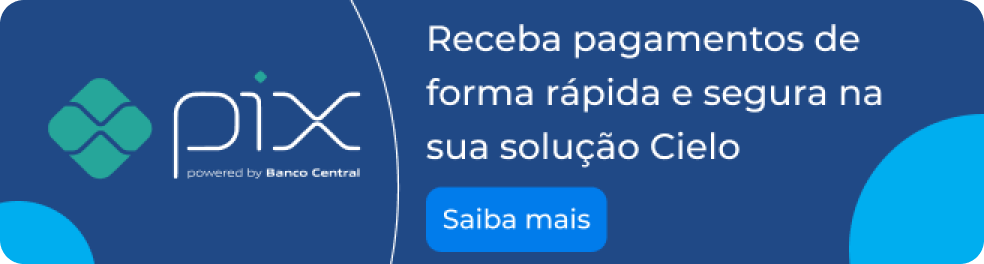 pix
powered by Banco Central
Receba pagamentos de
forma rápida e segura na
sua solução Cielo
Saiba mais